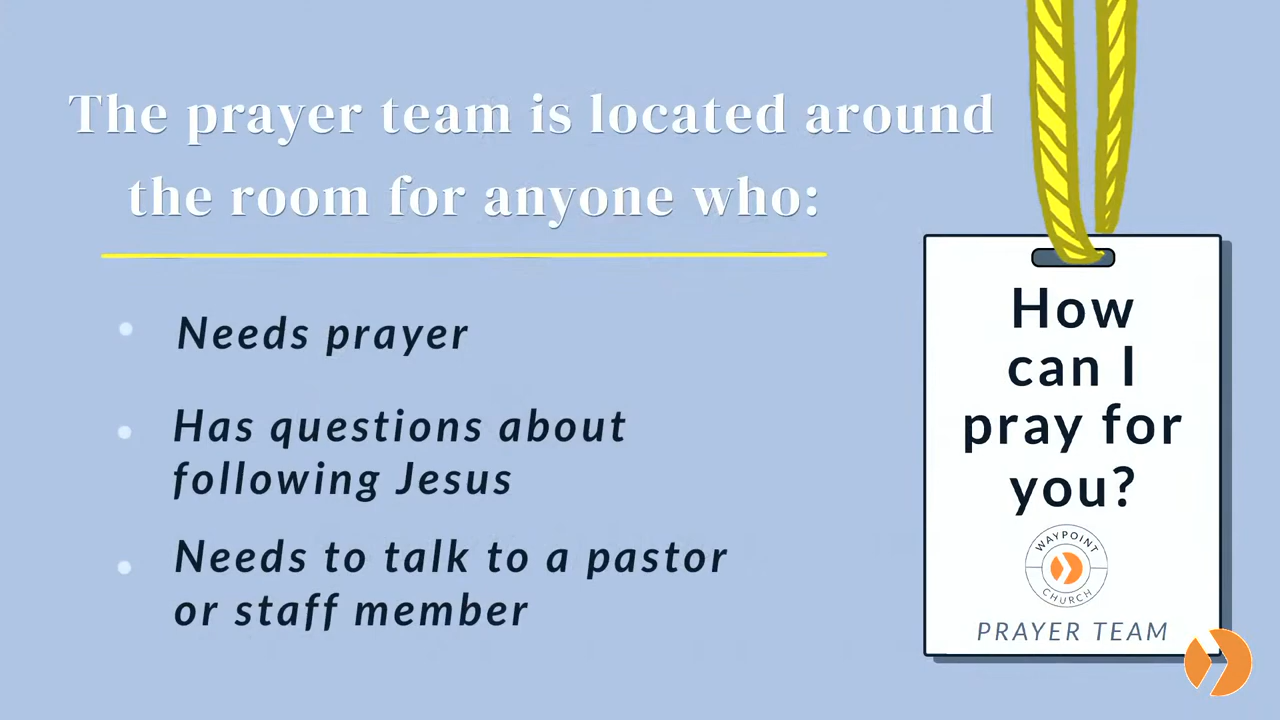 The prayer team is located around
the room for anyone who:
• Needs prayer
• Has questions about
following Jesus
• Needs to talk to a pastor
or staff member
How
can I
pray for
you?
WAYPOINT
CHURCH
PRAYER TEAM